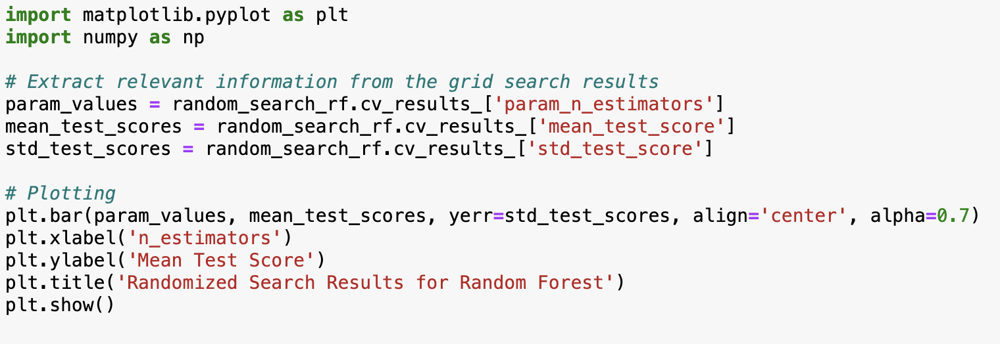 import matplotlib.pyplot as plt
import numpy as np
# Extract relevant information from the grid search results
param_values = random_search_rf.cv_results_['param_n_estimators']
mean_test_scores = random_search_rf.cv_results_['mean_test_score']
std_test_scores = random_search_rf.cv_results_['std_test_score']
# Plotting
plt.bar(param_values, mean_test_scores, yerr=std_test_scores, align='center', alpha=0.7)
plt.xlabel('n_estimators')
plt.ylabel('Mean Test Score')
plt.title('Randomized Search Results for Random Forest')
plt.show()